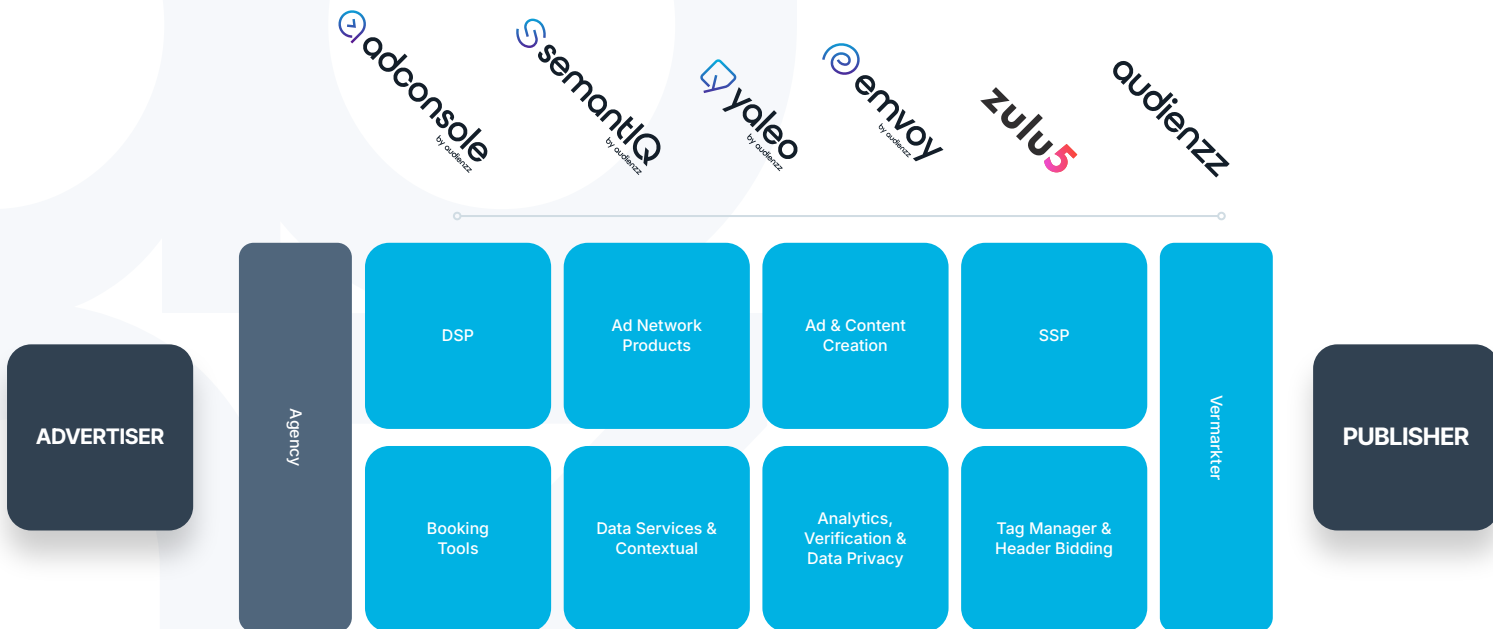 adconsole
by audienzz
semantIQ
by audienzz
yaleo
by audienzz
emvoy
by audienzz
zulu5
audienzz
ADVERTISER
Agency
DSP
Ad Network
Products
Ad & Content
Creation
SSP
Booking
Tools
Data Services &
Contextual
Analytics,
Verification &
Data Privacy
Tag Manager &
Header Bidding
Vermarkter
PUBLISHER